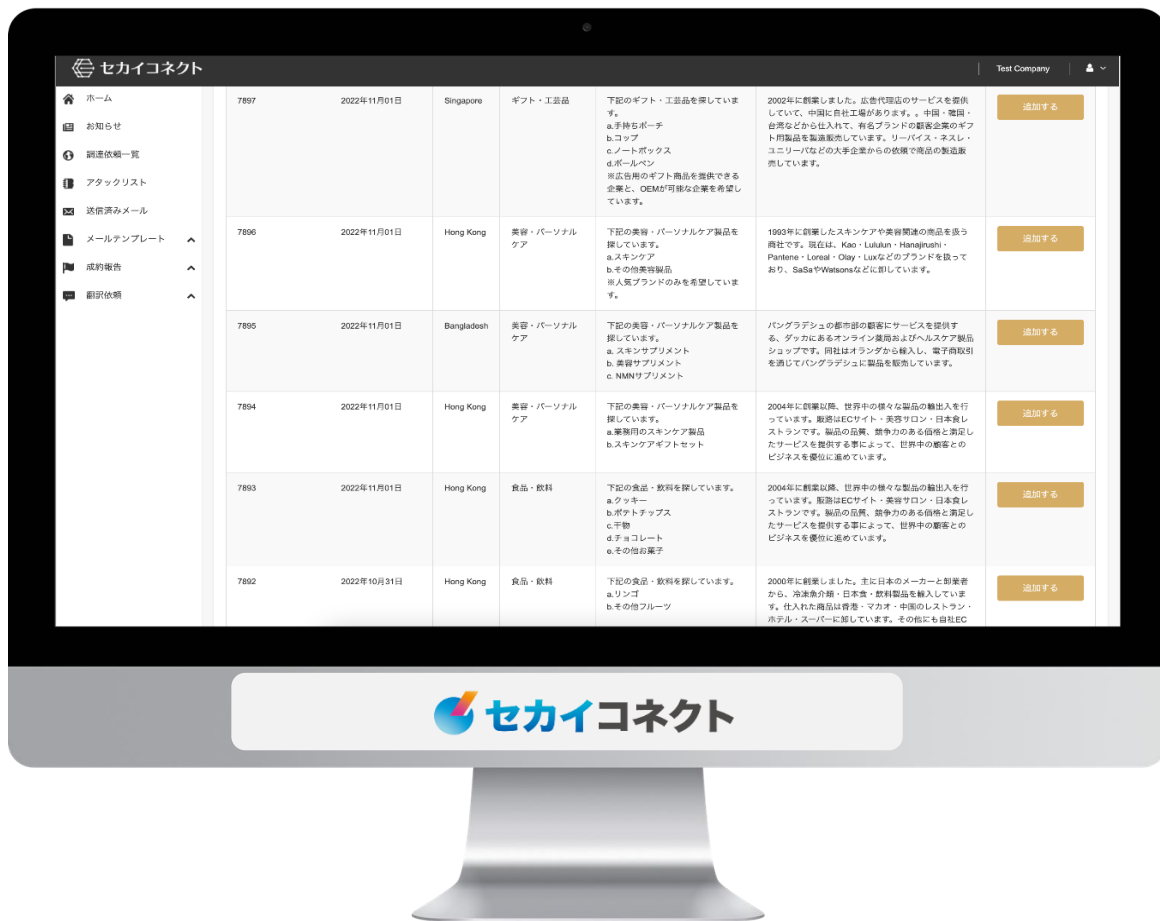 セカイコネクト
Test Company
ホーム
お知らせ
調達依頼一覧
アタックリスト
送信済みメール
メールテンプレート
成約報告
翻訳依頼
7897
2022年11月01日
Singapore
ギフト・工芸品
下記のギフト・工芸品を探していま
す。
a.手持ちポーチ
b.コップ
c.ノートボックス
d.ボールペン
※広告用のギフト商品を提供できる
企業と、OEMが可能な企業を希望し
ています。
2002年に創業しました。広告代理店のサービスを提供
していて、中国に自社工場があります。。中国・韓国・
台湾などから仕入れて、有名ブランドの顧客企業のギフ
ト用製品を製造販売しています。リーバイス・ネスレ・
ユニリーバなどの大手企業からの依頼で商品の製造販
売しています。
追加する
7896
2022年11月01日
Hong Kong
美容・パーソナル
ケア
下記の美容・パーソナルケア製品を
探しています。
a.スキンケア
b.その他美容製品
※人気ブランドのみを希望していま
す。
1993年に創業したスキンケアや美容関連の商品を扱う
商社です。現在は、Kao・Lululun・Hanajirushi・
Pantene・Loreal・Olay・Luxなどのブランドを扱って
おり、SaSaやWatsonsなどに卸しています。
追加する
7895
2022年11月01日
Bangladesh
美容・パーソナル
ケア
下記の美容・パーソナルケア製品を
探しています。
a. スキンサプリメント
b. 美容サプリメント
c. NMNサプリメント
バングラデシュの都市部の顧客にサービスを提供す
る、ダッカにあるオンライン薬局およびヘルスケア製品
ショップです。同社はオランダから輸入し、電子商取引
を通じてバングラデシュに製品を販売しています。
追加する
7894
2022年11月01日
Hong Kong
美容・パーソナル
ケア
下記の美容・パーソナルケア製品を
探しています。
a.業務用のスキンケア製品
b.スキンケアギフトセット
2004年に創業以降、世界中の様々な製品の輸出入を行
っています。販路はECサイト・美容サロン・日本食レ
ストランです。製品の品質、競争力のある価格と満足し
たサービスを提供する事によって、世界中の顧客との
ビジネスを優位に進めています。
追加する
7893
2022年11月01日
Hong Kong
食品・飲料
下記の食品・飲料を探しています。
a.クッキー
b.ポテトチップス
c.干物
d.チョコレート
e.その他お菓子
2004年に創業以降、世界中の様々な製品の輸出入を行
っています。販路はECサイト・美容サロン・日本食レ
ストランです。製品の品質、競争力のある価格と満足し
たサービスを提供する事によって、世界中の顧客との
ビジネスを優位に進めています。
追加する
7892
2022年10月31日
Hong Kong
食品・飲料
下記の食品・飲料を探しています。
a.リンゴ
b.その他フルーツ
2000年に創業しました。主に日本のメーカーと卸業者
から、冷凍魚介類・日本食・飲料製品を輸入していま
す。仕入れた商品は香港・マカオ・中国のレストラン・
ホテル・スーパーに卸しています。その他にも自社EC
追加する
セカイコネクト